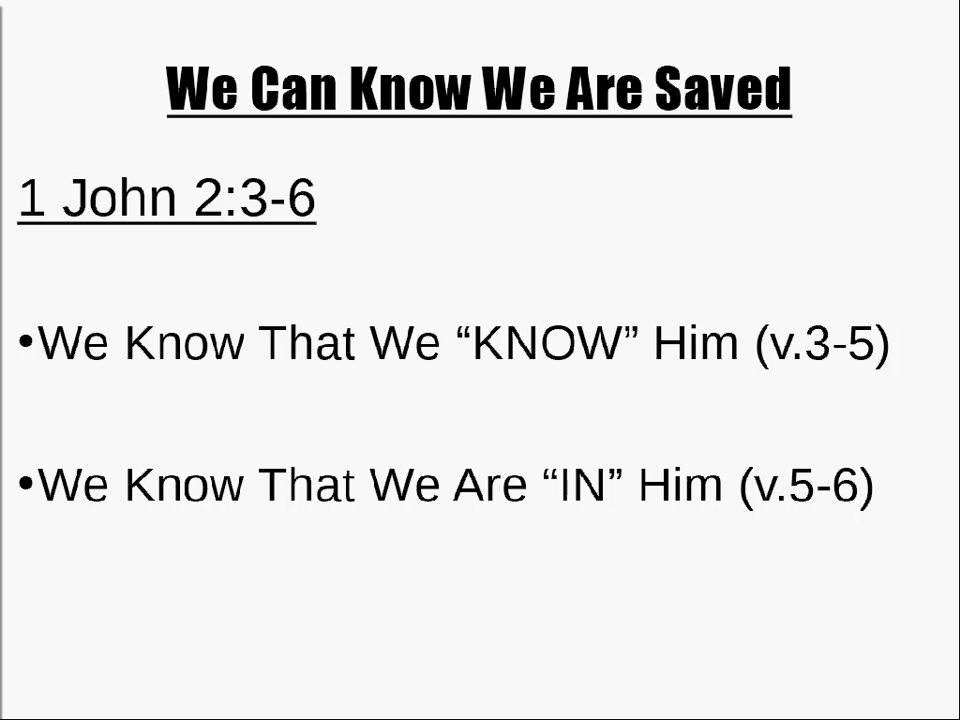 We Can Know We Are Saved
1 John 2:3-6
•We Know That We “KNOW” Him (v.3-5)
•We Know That We Are “IN” Him (v.5-6)